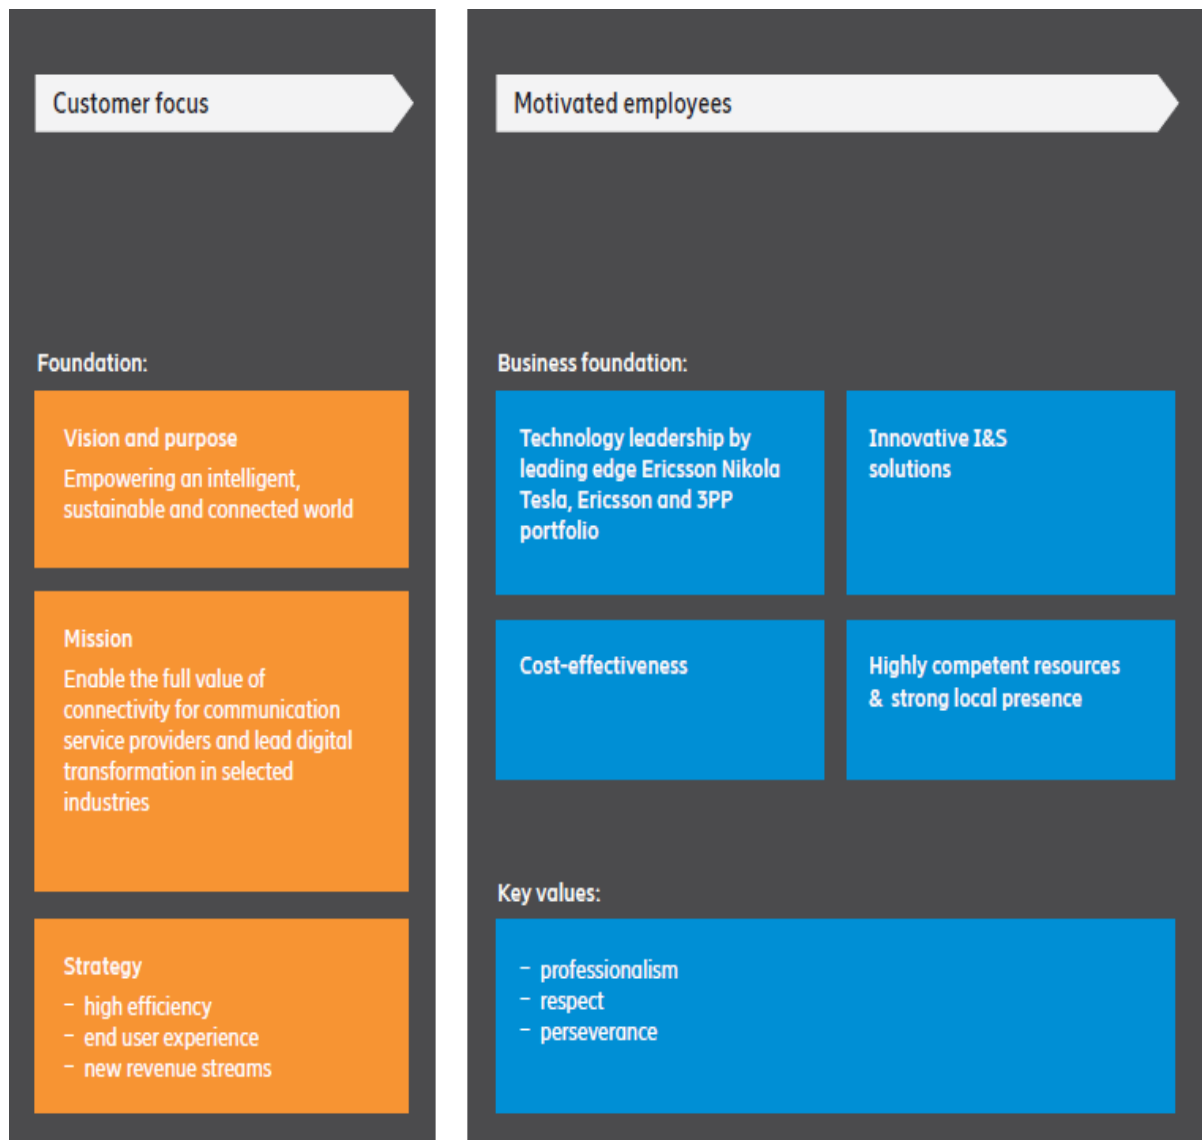 Customer focus
Foundation:
Vision and purpose
Empowering an intelligent,
sustainable and connected world
Mission
Enable the full value of
connectivity for communication
service providers and lead digital
transformation in selected
industries
Strategy
– high efficiency
– end user experience
– new revenue streams
Motivated employees
Business foundation:
Technology leadership by
leading edge Ericsson Nikola
Tesla, Ericsson and 3PP
portfolio
Innovative I&S
solutions
Cost-effectiveness
Highly competent resources
& strong local presence
Key values:
– professionalism
– respect
– perseverance